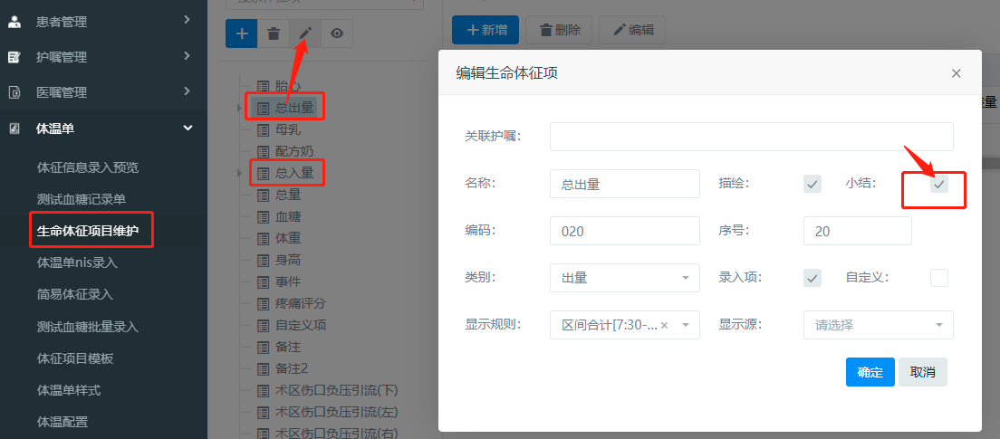 患者管理
护嘱管理
医嘱管理
体温单
体征信息录入预览
测试血糖记录单
生命体征项目维护
体温单nis录入
简易体征录入
测试血糖批量录入
体征项目模板
体温单样式
体温配置
胎心
总出量
母乳
配方奶
总入量
总量
血糖
体重
身高
事件
疼痛评分
自定义项
备注
备注2
术区伤口负压引流(下)
术区伤口负压引流(左)
术区伤口负压引流(右)
新增
删除
编辑
编辑生命体征项
关联护嘱:
名称: 总出量 描绘: 小结:
编码: 020 序号: 20
类别: 出量 录入项: 自定义:
显示规则: 区间合计[7:30-... × 显示源: 请选择
确定 取消
量